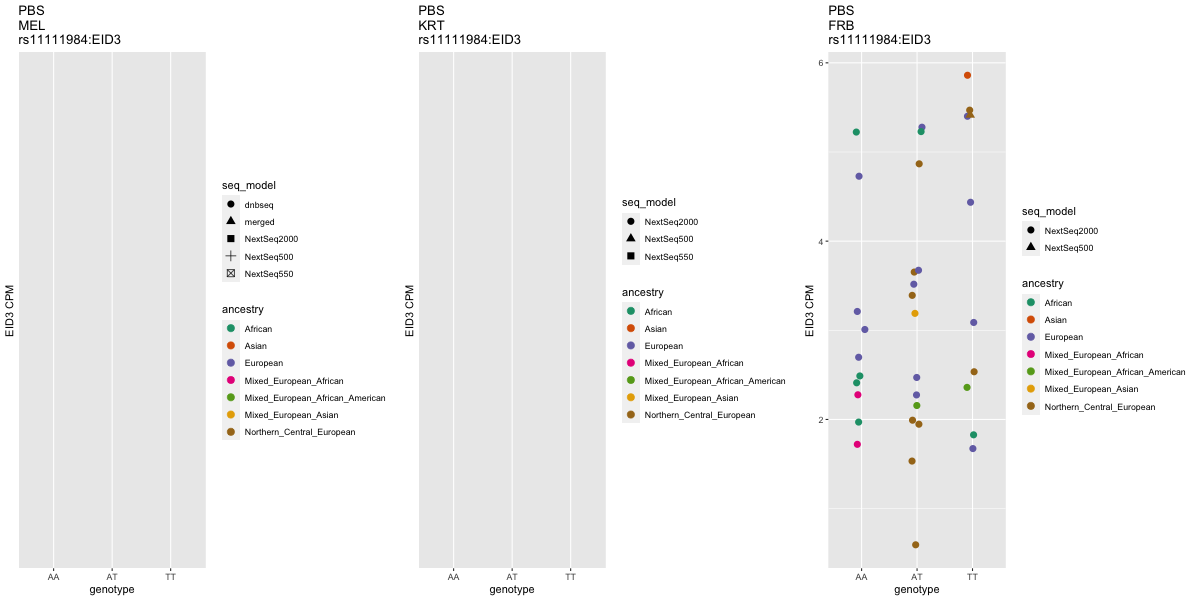 PBS
MEL
rs11111984:EID3
EID3 CPM
AA
AT
TT
genotype
seq_model
dnbseq
merged
NextSeq2000
NextSeq500
NextSeq550
ancestry
African
Asian
European
Mixed_European_African
Mixed_European_African_American
Mixed_European_Asian
Northern_Central_European
PBS
KRT
rs11111984:EID3
EID3 CPM
AA
AT
TT
genotype
seq_model
NextSeq2000
NextSeq500
NextSeq550
ancestry
African
Asian
European
Mixed_European_African
Mixed_European_African_American
Mixed_European_Asian
Northern_Central_European
PBS
FRB
rs11111984:EID3
EID3 CPM
6
4
2
AA
AT
TT
genotype
seq_model
NextSeq2000
NextSeq500
ancestry
African
Asian
European
Mixed_European_African
Mixed_European_African_American
Mixed_European_Asian
Northern_Central_European